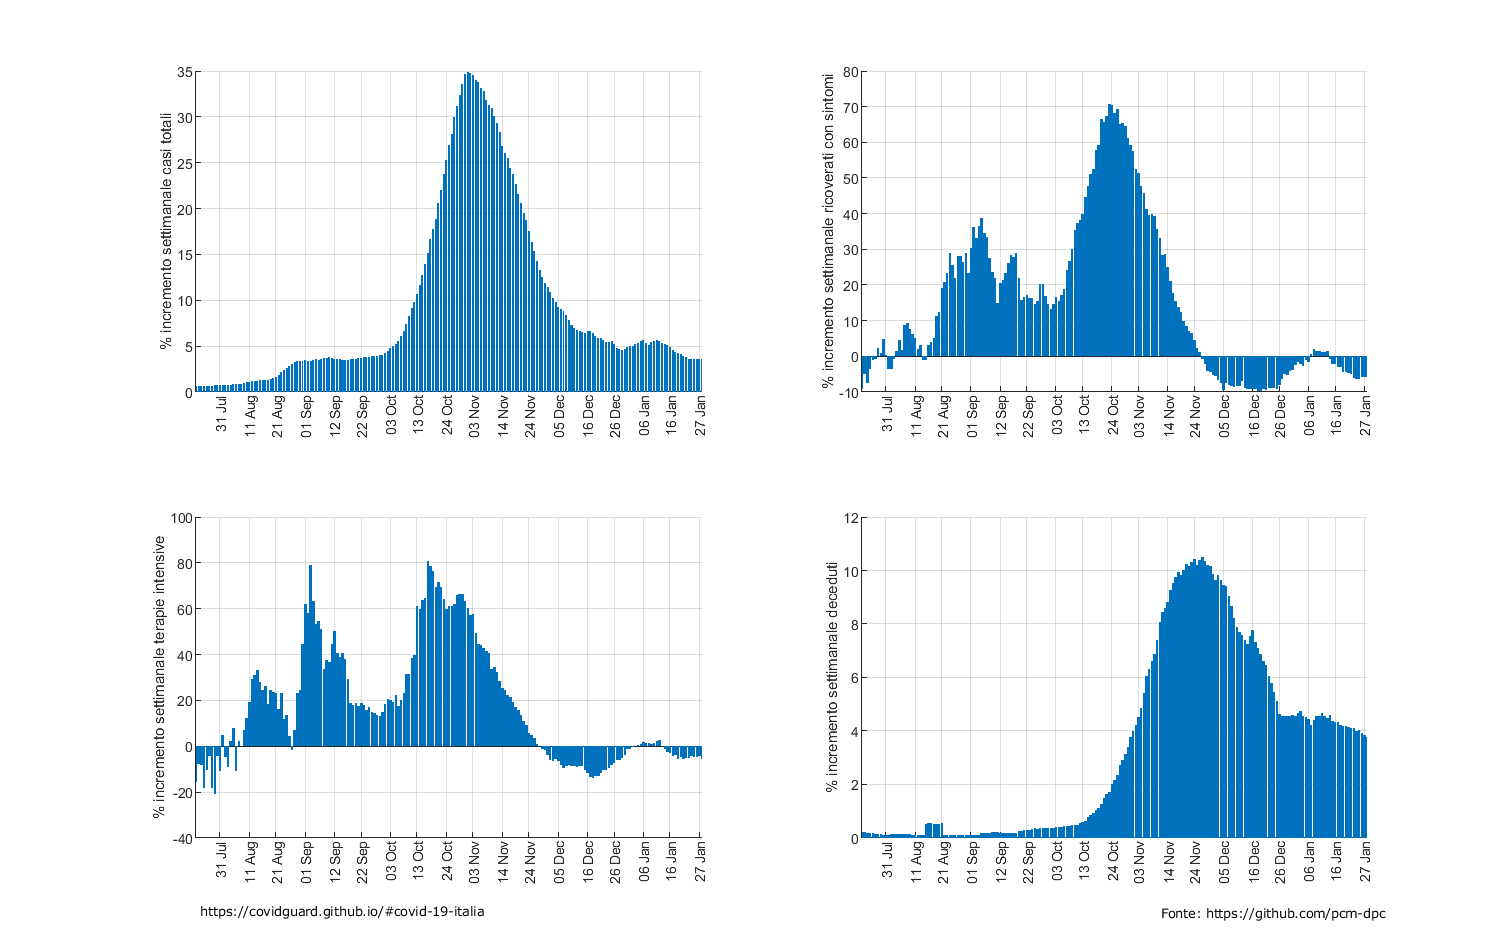 % incremento settimanale casi totali
35
30
25
20
15
10
5
0
31 Jul
11 Aug
21 Aug
01 Sep
12 Sep
22 Sep
03 Oct
13 Oct
24 Oct
03 Nov
14 Nov
24 Nov
05 Dec
16 Dec
26 Dec
06 Jan
16 Jan
27 Jan
% incremento settimanale ricoverati con sintomi
80
70
60
50
40
30
20
10
0
-10
31 Jul
11 Aug
21 Aug
01 Sep
12 Sep
22 Sep
03 Oct
13 Oct
24 Oct
03 Nov
14 Nov
24 Nov
05 Dec
16 Dec
26 Dec
06 Jan
16 Jan
27 Jan
% incremento settimanale terapie intensive
100
80
60
40
20
0
-20
-40
31 Jul
11 Aug
21 Aug
01 Sep
12 Sep
22 Sep
03 Oct
13 Oct
24 Oct
03 Nov
14 Nov
24 Nov
05 Dec
16 Dec
26 Dec
06 Jan
16 Jan
27 Jan
% incremento settimanale deceduti
12
10
8
6
4
2
0
31 Jul
11 Aug
21 Aug
01 Sep
12 Sep
22 Sep
03 Oct
13 Oct
24 Oct
03 Nov
14 Nov
24 Nov
05 Dec
16 Dec
26 Dec
06 Jan
16 Jan
27 Jan
https://covidguard.github.io/#covid-19-italia
Fonte: https://github.com/pcm-dpc